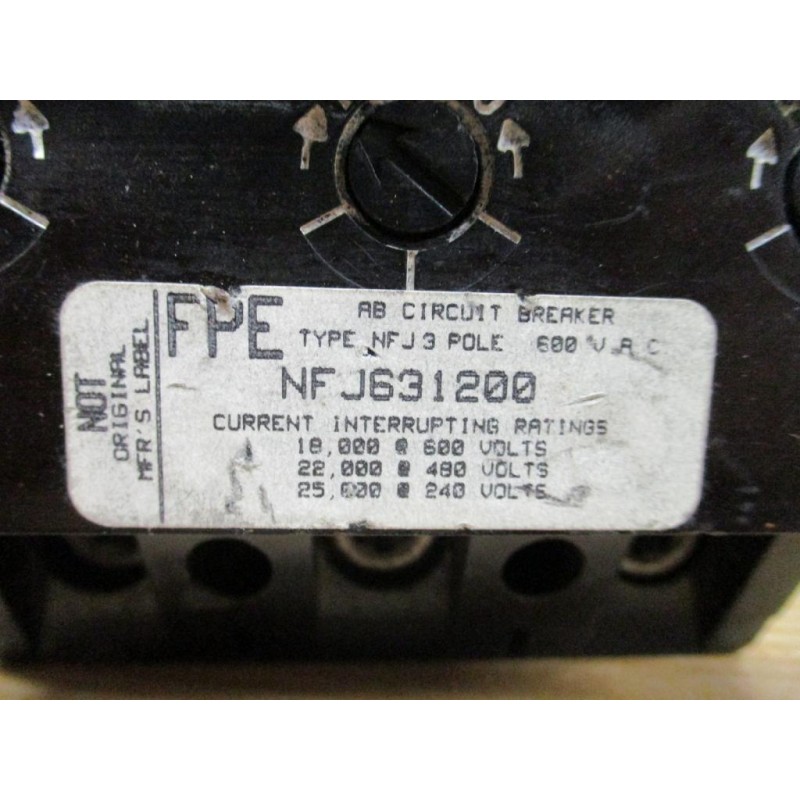 NOT
ORIGINAL
MFR'S LABEL
FPE
AB CIRCUIT BREAKER
TYPE NFJ 3 POLE 600 V A C
NFJ631200
CURRENT INTERRUPTING RATINGS
18,000 @ 600 VOLTS
22,000 @ 480 VOLTS
25,000 @ 240 VOLTS